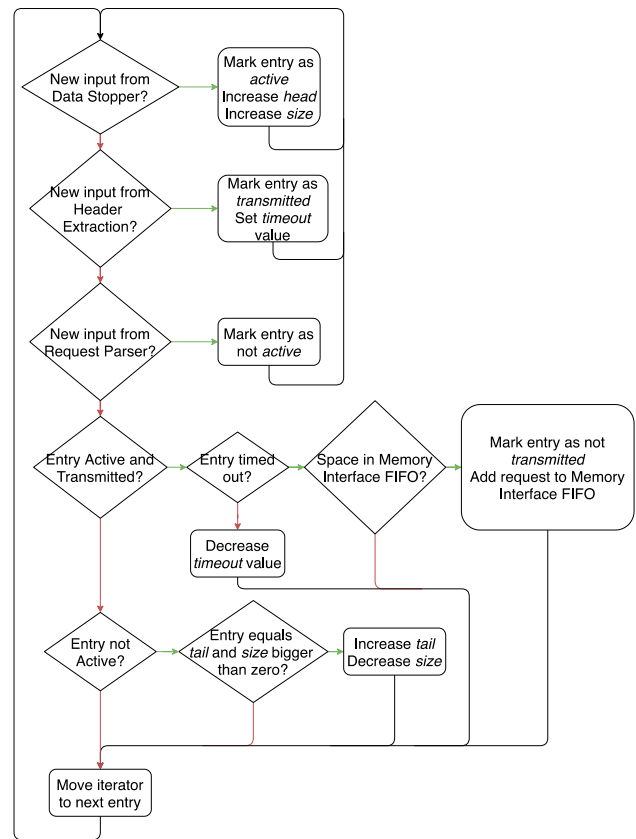 New input from
Data Stopper?
Mark entry as
active
Increase head
Increase size
New input from
Header
Extraction?
Mark entry as
transmitted
Set timeout
value
New input from
Request Parser?
Mark entry as
not active
Entry Active and
Transmitted?
Entry timed
out?
Space in Memory
Interface FIFO?
Mark entry as not
transmitted
Add request to Memory
Interface FIFO
Decrease
timeout value
Entry not
Active?
Entry equals
tail and size bigger
than zero?
Increase tail
Decrease size
Move iterator
to next entry